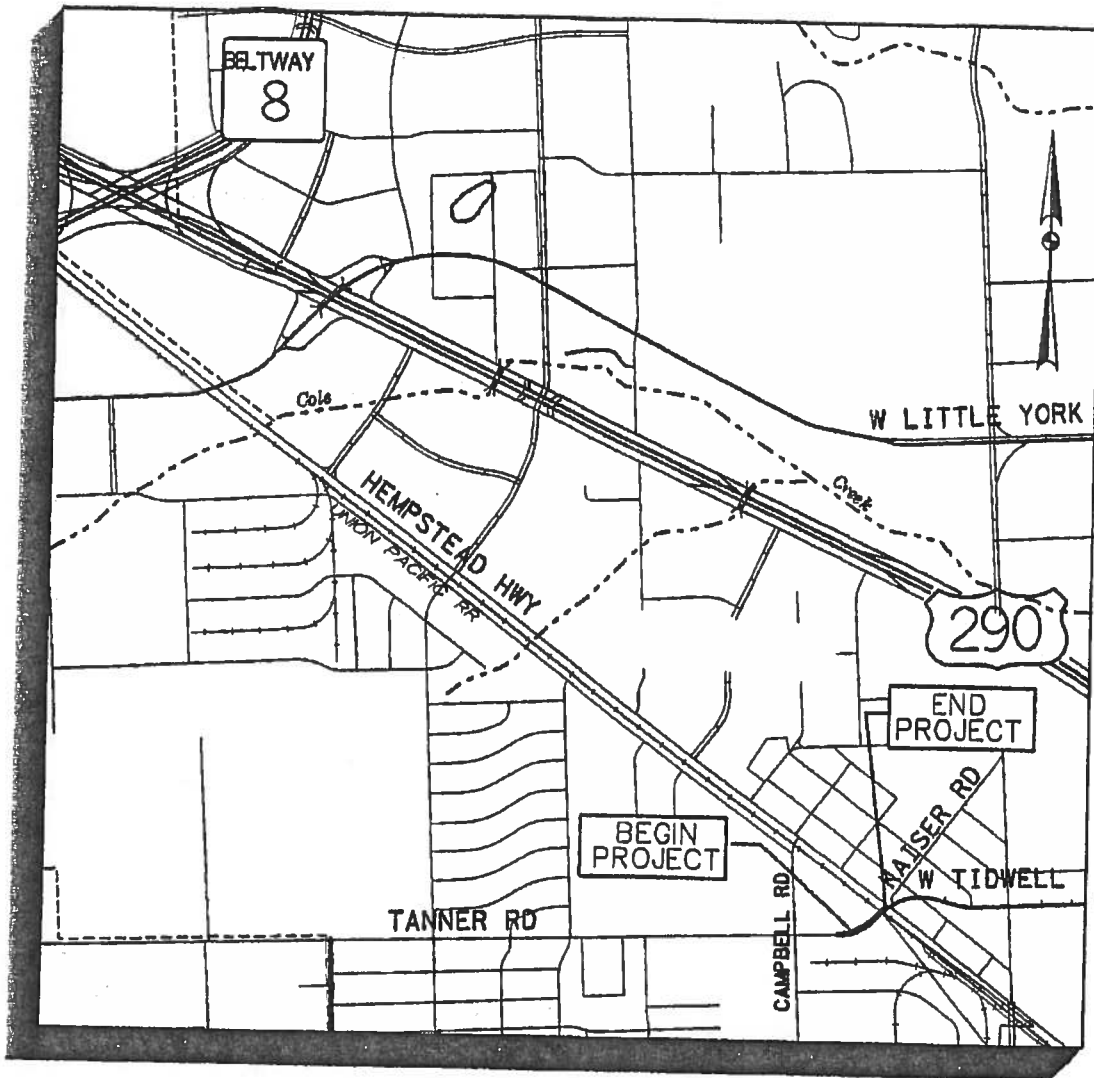 BELTWAY
8
W LITTLE YORK
Cole
Creek
HEMPSTEAD HWY
UNION PACIFIC RR
290
END
PROJECT
BEGIN
PROJECT
NAISER RD
W TIDWELL
TANNER RD
CAMPBELL RD